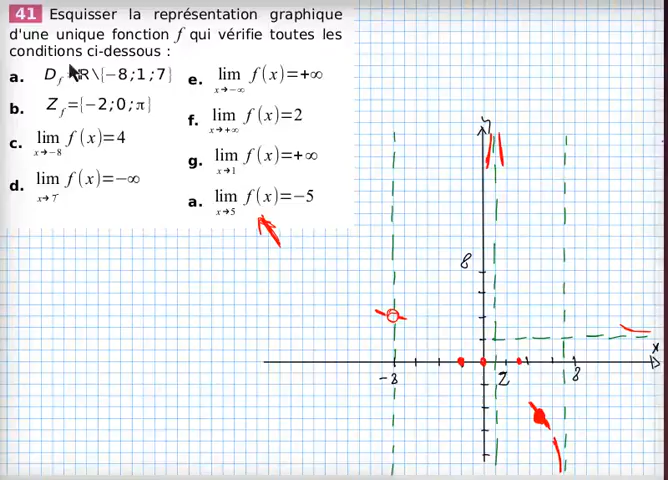 41 Esquisser la représentation graphique
d'une unique fonction f qui vérifie toutes les
conditions ci-dessous :
a. D_f=ℝ\{−8;1;7}
b. Z_f={−2;0;π}
c. lim x→−8 f(x)=4
d. lim x→7 f(x)=−∞
e. lim x→−∞ f(x)=+∞
f. lim x→+∞ f(x)=2
g. lim x→1 f(x)=+∞
a. lim x→5 f(x)=−5
y
8
x
-8
2
8